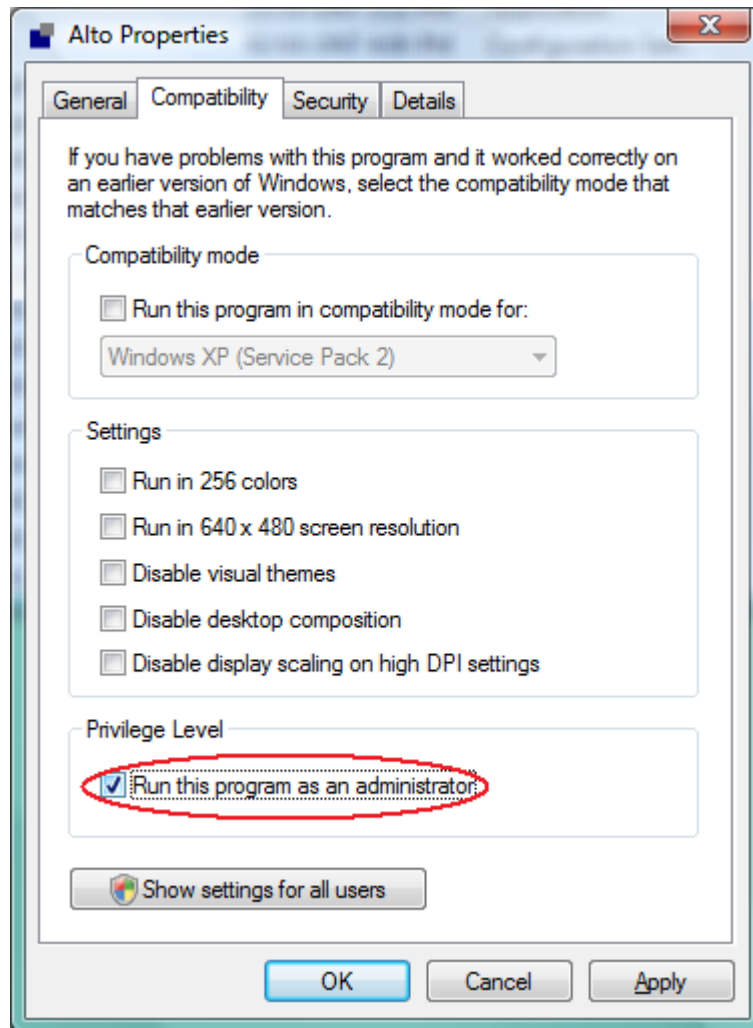 Alto Properties
General Compatibility Security Details
If you have problems with this program and it worked correctly on
an earlier version of Windows, select the compatibility mode that
matches that earlier version.
Compatibility mode
Run this program in compatibility mode for:
Windows XP (Service Pack 2)
Settings
Run in 256 colors
Run in 640 x 480 screen resolution
Disable visual themes
Disable desktop composition
Disable display scaling on high DPI settings
Privilege Level
Run this program as an administrator
Show settings for all users
OK Cancel Apply